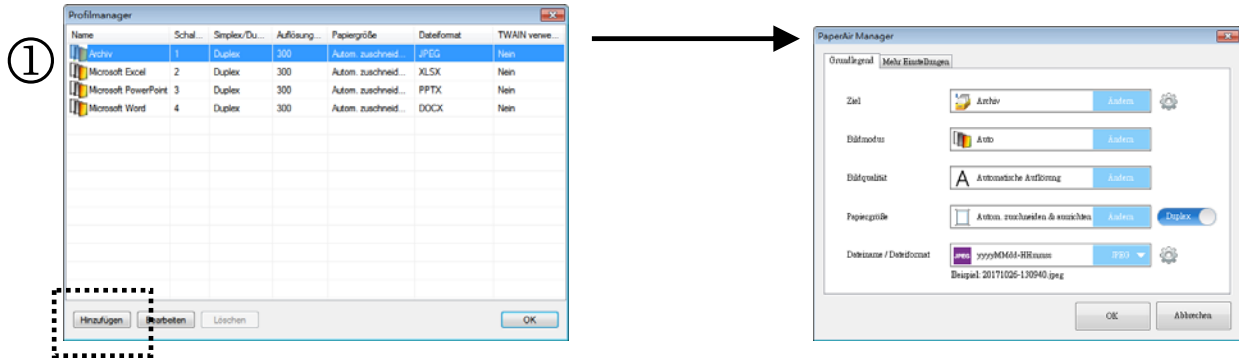 ①
Profilmanager
Name Schal... Simplex/Du... Auflösung... Papiergröße Dateiformat TWAIN verwe...
Archiv 1 Duplex 300 Autom. zuschneid... JPEG Nein
Microsoft Excel 2 Duplex 300 Autom. zuschneid... XLSX Nein
Microsoft PowerPoint 3 Duplex 300 Autom. zuschneid... PPTX Nein
Microsoft Word 4 Duplex 300 Autom. zuschneid... DOCX Nein
Hinzufügen Bearbeiten Löschen OK
PaperAir Manager
Grundlegend Mehr Einstellungen
Ziel Archiv Ändern
Bildmodus Auto Ändern
Bildqualität A Automatische Auflösung Ändern
Papiergröße Autom. zuschneiden & ausrichten Ändern Duplex
Dateiname / Dateiformat JPEG yyyyMMdd-HHmmss JPEG
Beispiel: 20171026-130940.jpeg
OK Abbrechen